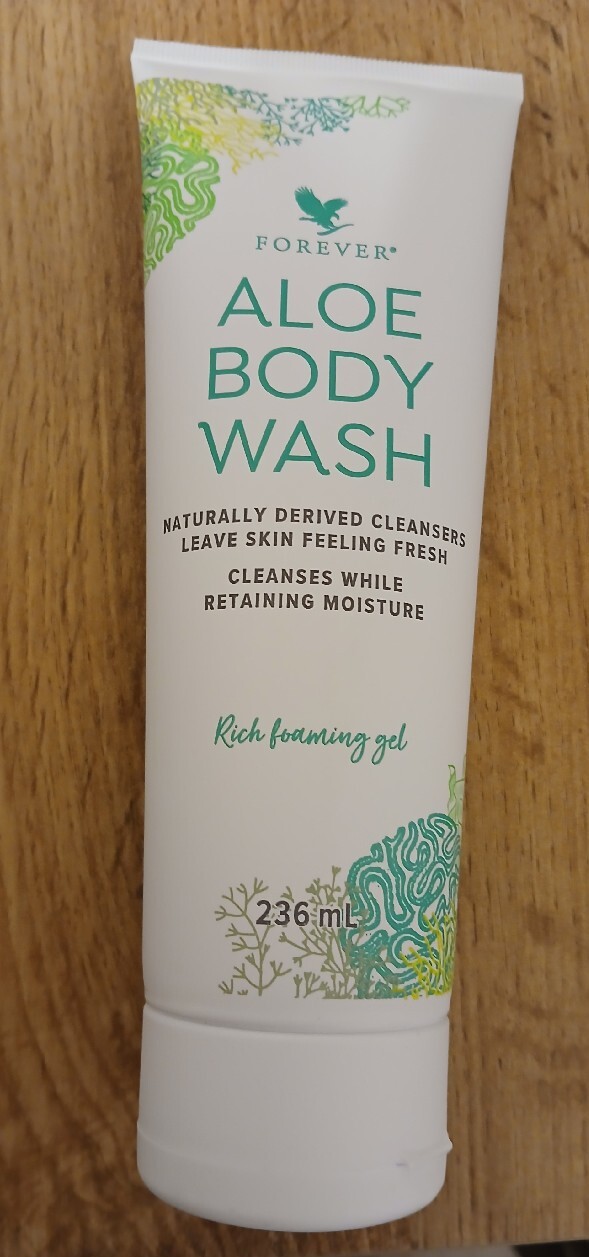 FOREVER®
ALOE
BODY
WASH
NATURALLY DERIVED CLEANSERS
LEAVE SKIN FEELING FRESH
CLEANSES WHILE
RETAINING MOISTURE
Rich foaming gel
236 mL